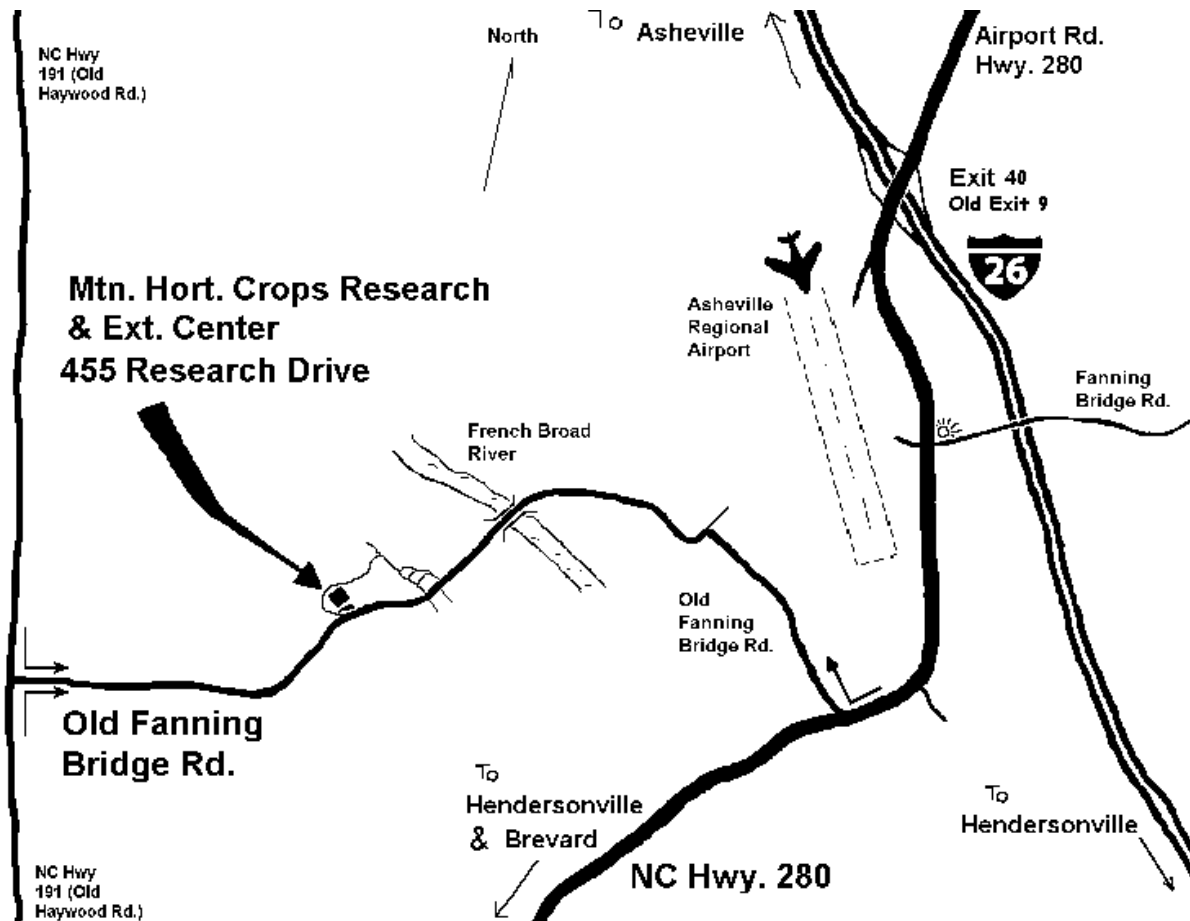 To Asheville
North
Airport Rd.
Hwy. 280
NC Hwy
191 (Old
Haywood Rd.)
Exit 40
Old Exit 9
26
Mtn. Hort. Crops Research
& Ext. Center
455 Research Drive
Asheville
Regional
Airport
Fanning
Bridge Rd.
French Broad
River
Old
Fanning
Bridge Rd.
Old Fanning
Bridge Rd.
To
Hendersonville
& Brevard
To
Hendersonville
NC Hwy. 280
NC Hwy
191 (Old
Haywood Rd.)